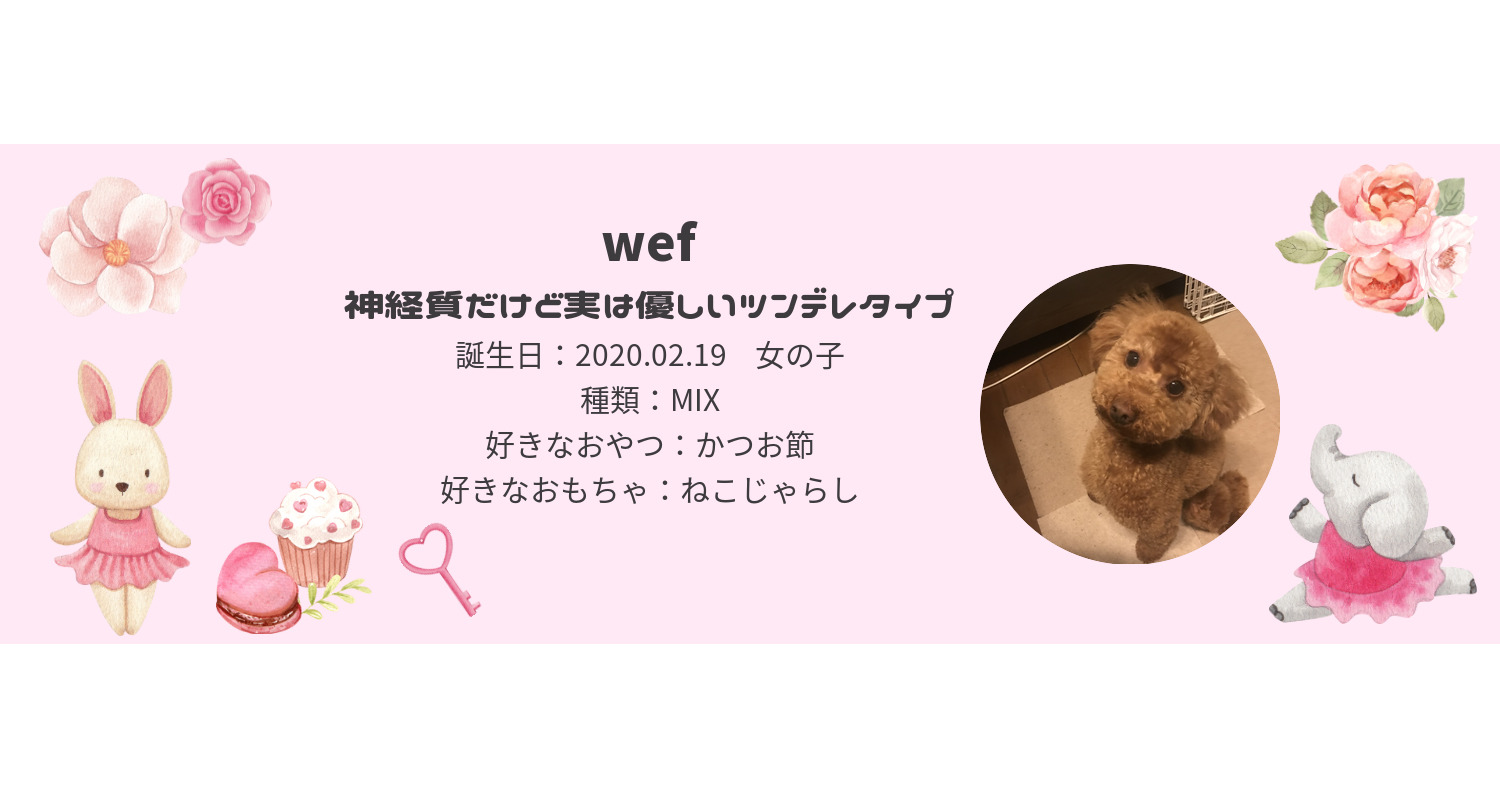 wef
神経質だけど実は優しいツンデレタイプ
誕生日：2020.02.19　女の子
種類：MIX
好きなおやつ：かつお節
好きなおもちゃ：ねこじゃらし